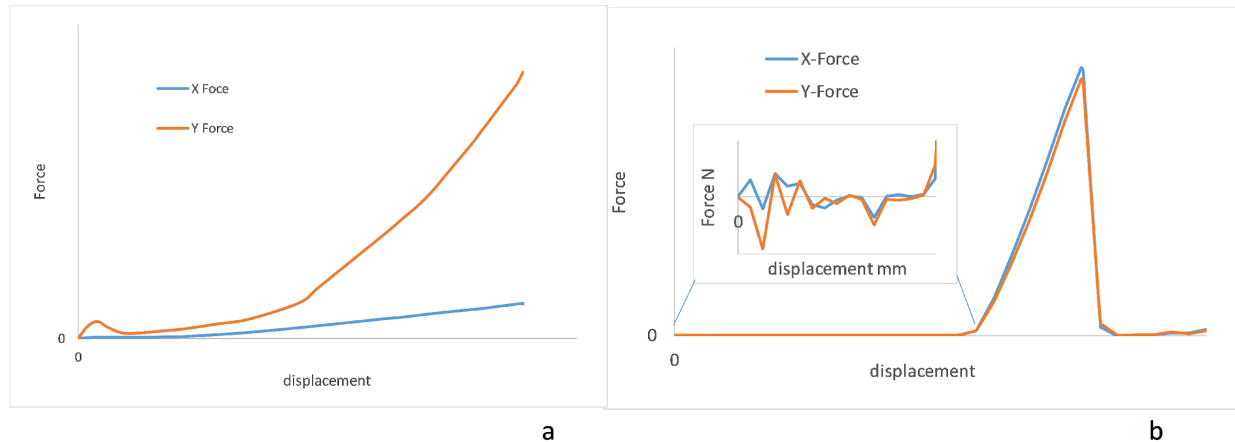 X Foce
Y Force
Force
0
0
displacement
a
X-Force
Y-Force
Force
Force N
0
displacement mm
0
0
displacement
b